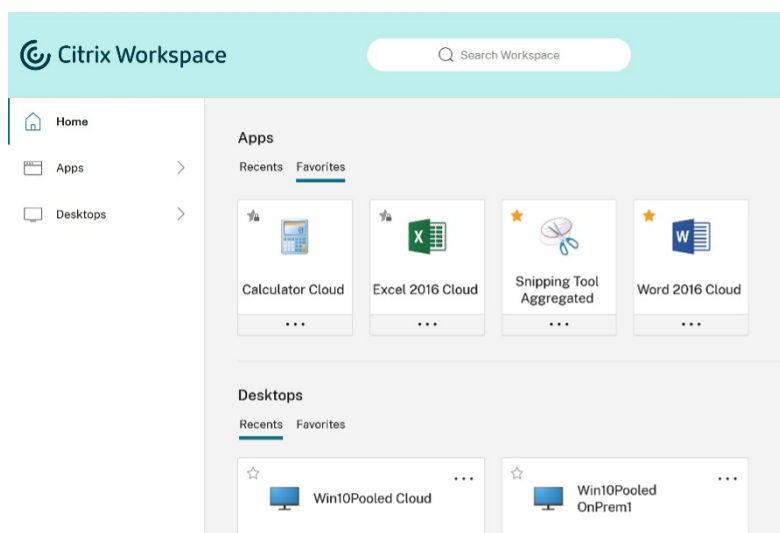 Citrix Workspace
Search Workspace
Home
Apps
Desktops
Apps
Recents Favorites
Calculator Cloud
Excel 2016 Cloud
Snipping Tool
Aggregated
Word 2016 Cloud
Desktops
Recents Favorites
Win10Pooled Cloud
Win10Pooled
OnPrem1